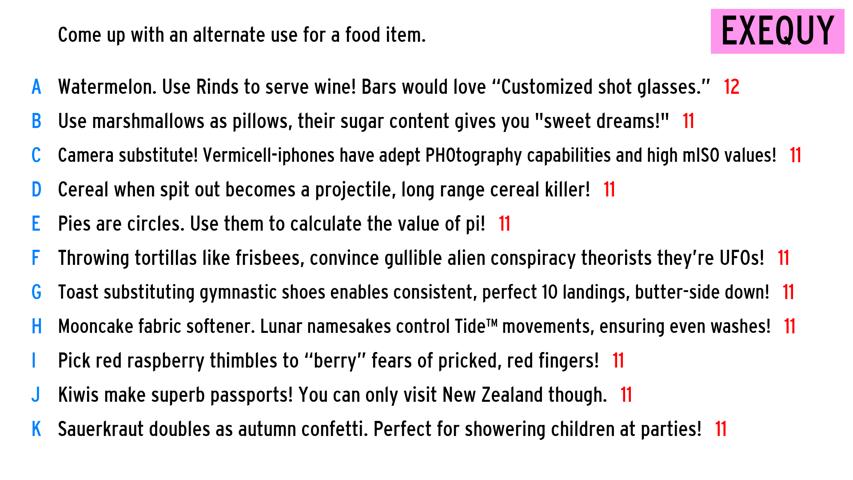 Come up with an alternate use for a food item.
EXEQUY
A Watermelon. Use Rinds to serve wine! Bars would love “Customized shot glasses.” 12
B Use marshmallows as pillows, their sugar content gives you "sweet dreams!" 11
C Camera substitute! Vermicell-iphones have adept PHOtography capabilities and high mISO values! 11
D Cereal when spit out becomes a projectile, long range cereal killer! 11
E Pies are circles. Use them to calculate the value of pi! 11
F Throwing tortillas like frisbees, convince gullible alien conspiracy theorists they’re UFOs! 11
G Toast substituting gymnastic shoes enables consistent, perfect 10 landings, butter-side down! 11
H Mooncake fabric softener. Lunar namesakes control Tide™ movements, ensuring even washes! 11
I Pick red raspberry thimbles to “berry” fears of pricked, red fingers! 11
J Kiwis make superb passports! You can only visit New Zealand though. 11
K Sauerkraut doubles as autumn confetti. Perfect for showering children at parties! 11